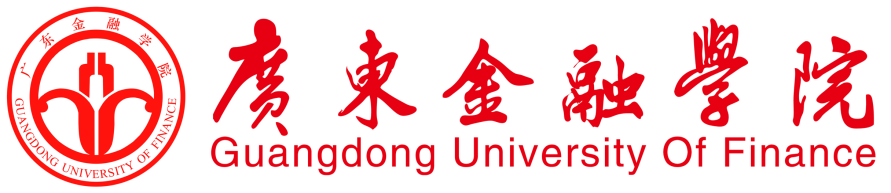 广东金融学院
GUANGDONG UNIVERSITY OF FINANCE
廣東金融學院
Guangdong University Of Finance